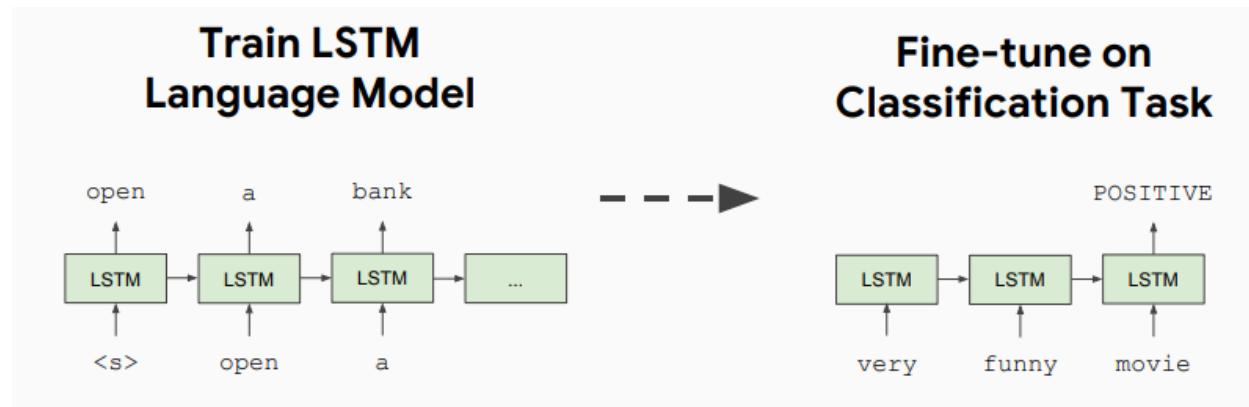 Train LSTM
Language Model
open a bank
LSTM LSTM LSTM ...
<s> open a
Fine-tune on
Classification Task
POSITIVE
LSTM LSTM LSTM
very funny movie